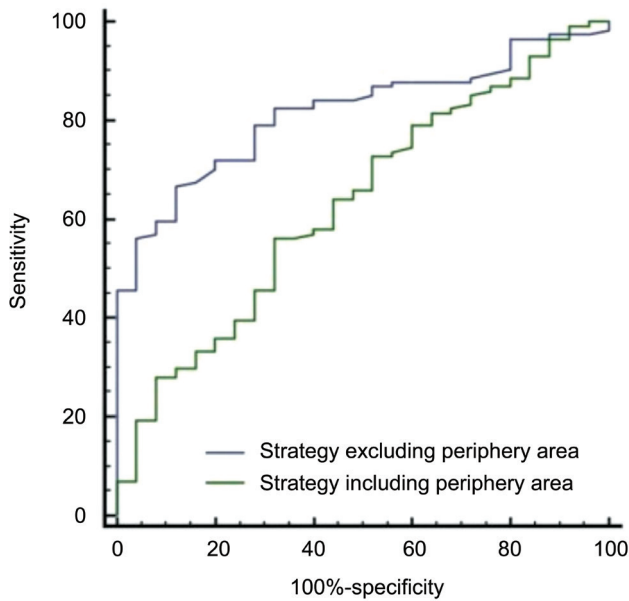 100
80
60
40
20
0
Sensitivity
Strategy excluding periphery area
Strategy including periphery area
0 20 40 60 80 100
100%-specificity